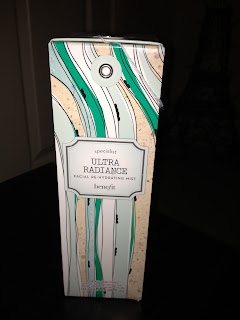 specialist
ULTRA
RADIANCE
FACIAL RE-HYDRATING MIST
benefit